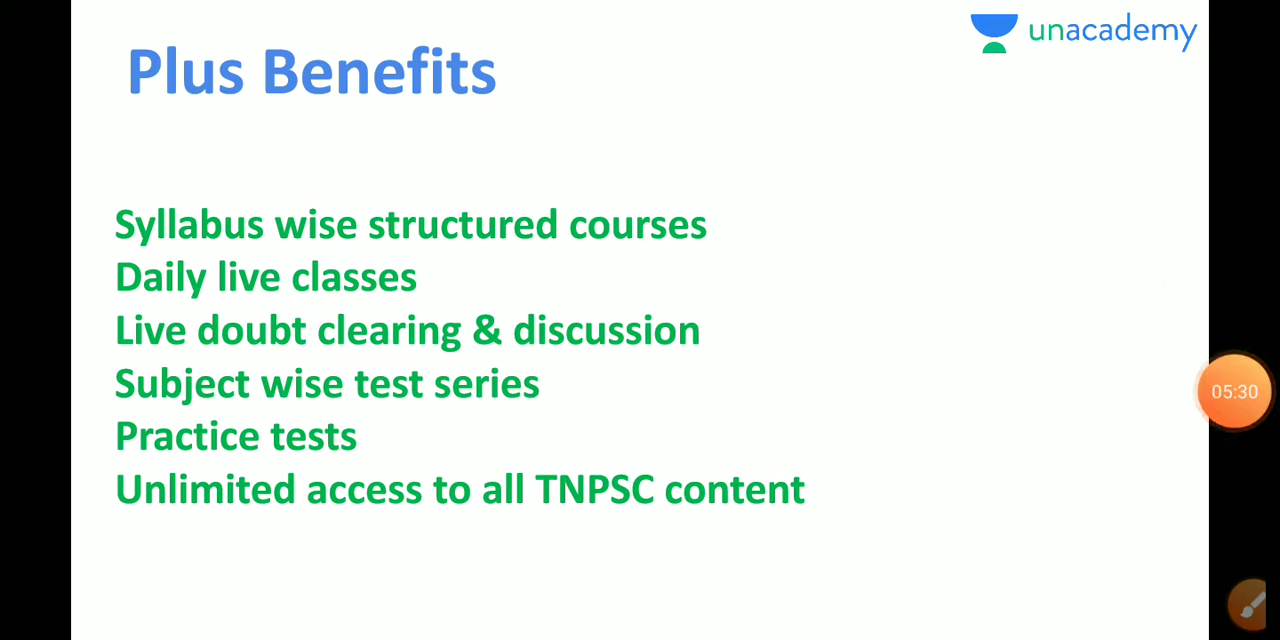 unacademy
Plus Benefits
Syllabus wise structured courses
Daily live classes
Live doubt clearing & discussion
Subject wise test series
Practice tests
Unlimited access to all TNPSC content
05:30